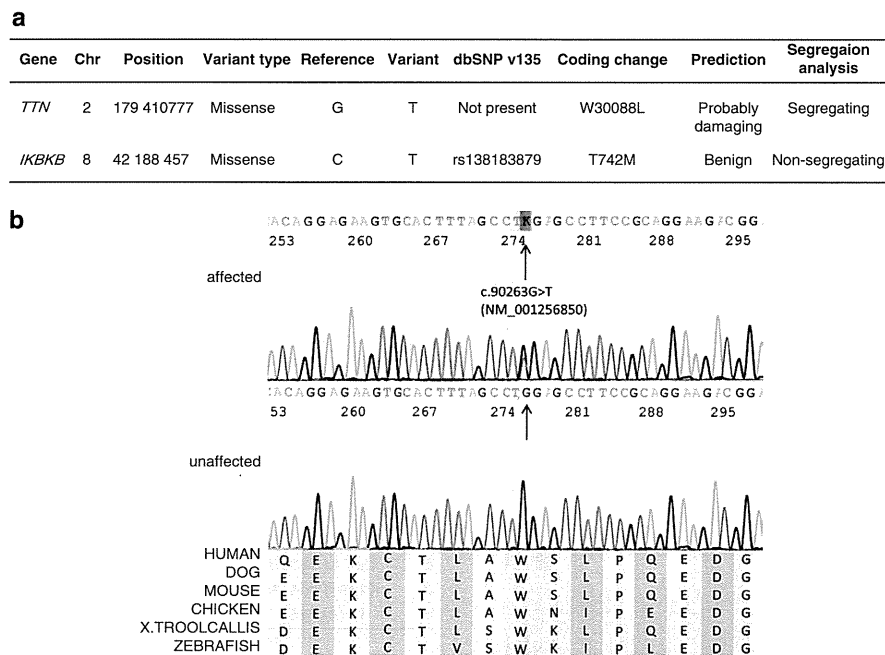 a
Gene Chr Position Variant type Reference Variant dbSNP v135 Coding change Prediction Segregaion analysis
TTN 2 179 410777 Missense G T Not present W30088L Probably damaging Segregating
IKBKB 8 42 188 457 Missense C T rs138183879 T742M Benign Non-segregating
b
ACAGGAGAAGTGCACTTTAGCCTKGAGCCTTCCGCAGGAAGACGG
253 260 267 274 281 288 295
affected
c.90263G>T
(NM_001256850)
ACAGGAGAAGTGCACTTTAGCCTGGAGCCTTCCGCAGGAAGACGGA
53 260 267 274 281 288 295
unaffected
HUMAN Q E K C T L A W S L P Q E D G
DOG E E K C T L A W S L P Q E D G
MOUSE E E K C T L A W S L P Q E D G
CHICKEN E E K C T L A W N I P E E D G
X.TROOLCALLIS D E K C T L S W K L P Q E D G
ZEBRAFISH D E K C T V S W K I P L E D G